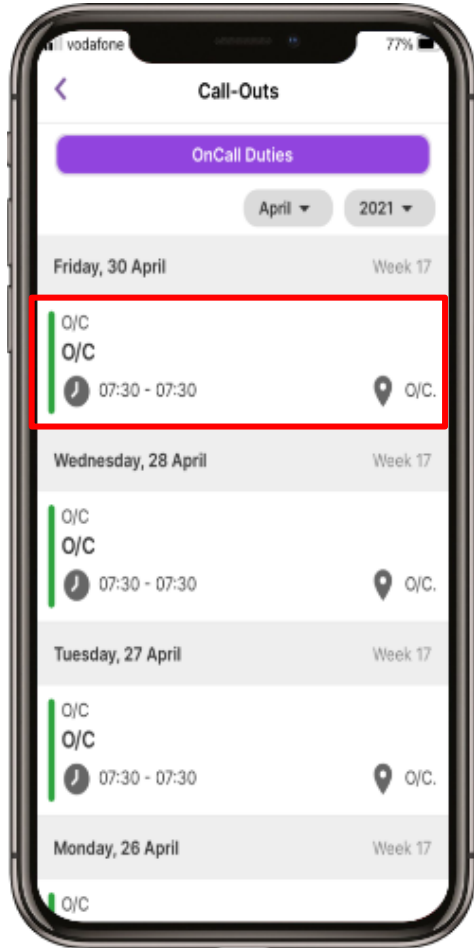 vodafone 77%
Call-Outs
OnCall Duties
April 2021
Friday, 30 April Week 17
O/C
O/C
07:30 - 07:30 O/C.
Wednesday, 28 April Week 17
O/C
O/C
07:30 - 07:30 O/C.
Tuesday, 27 April Week 17
O/C
O/C
07:30 - 07:30 O/C.
Monday, 26 April Week 17
O/C